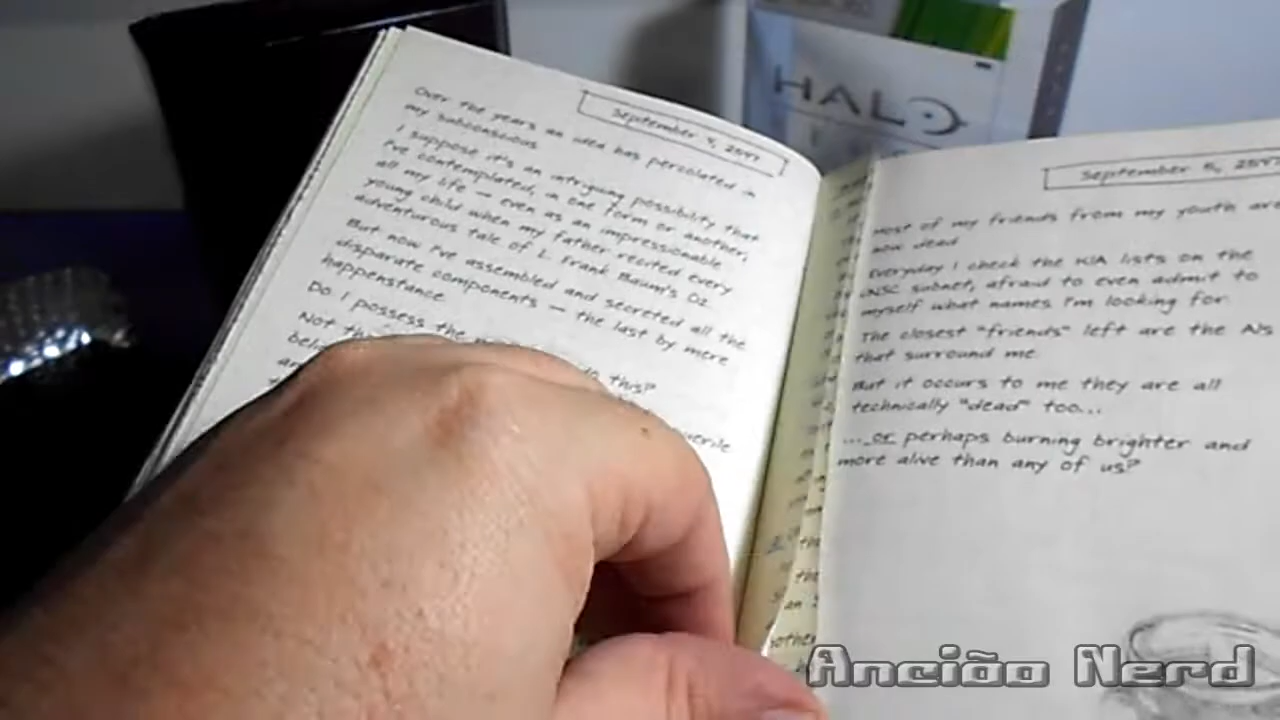 HALO
September 4, 2547
Over the years an idea has percolated in
my subconscious
I suppose it's an intriguing possibility that
I've contemplated, in one form or another,
all my life — even as an impressionable
young child when my father recited every
adventurous tale of L. Frank Baum's Oz.
But now I've assembled and secreted all the
disparate components — the last by mere
happenstance
Do I possess the do this?
Not
September 5, 254
most of my friends from my youth are
now dead
Everyday I check the KIA lists on the
UNSC subnet, afraid to even admit to
myself what names I'm looking for
The closest "friends" left are the AIs
that surround me
But it occurs to me they are all
technically "dead" too...
... or perhaps burning brighter and
more alive than any of us?
Ancião Nerd